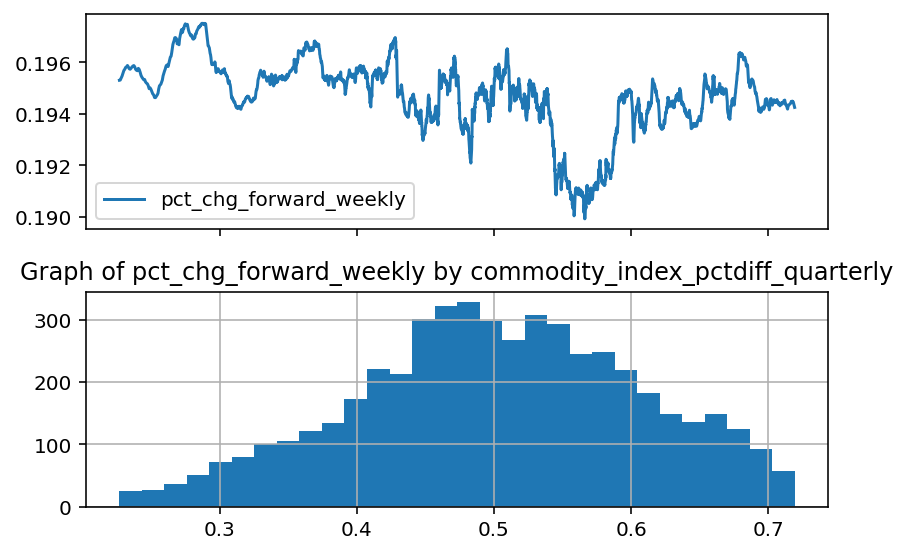 0.196
0.194
0.192
0.190
pct_chg_forward_weekly
Graph of pct_chg_forward_weekly by commodity_index_pctdiff_quarterly
300
200
100
0
0.3 0.4 0.5 0.6 0.7